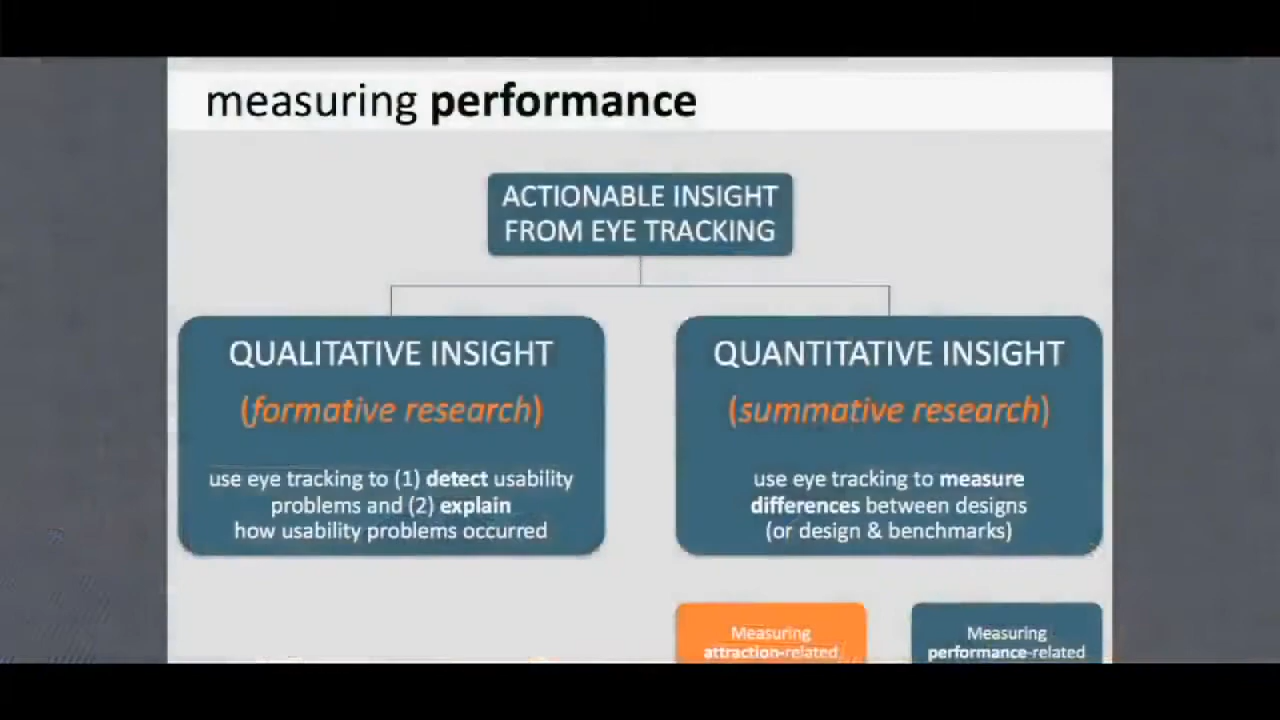 measuring performance
ACTIONABLE INSIGHT
FROM EYE TRACKING
QUALITATIVE INSIGHT
(formative research)
use eye tracking to (1) detect usability
problems and (2) explain
how usability problems occurred
QUANTITATIVE INSIGHT
(summative research)
use eye tracking to measure
differences between designs
(or design & benchmarks)
Measuring
attraction-related
Measuring
performance-related